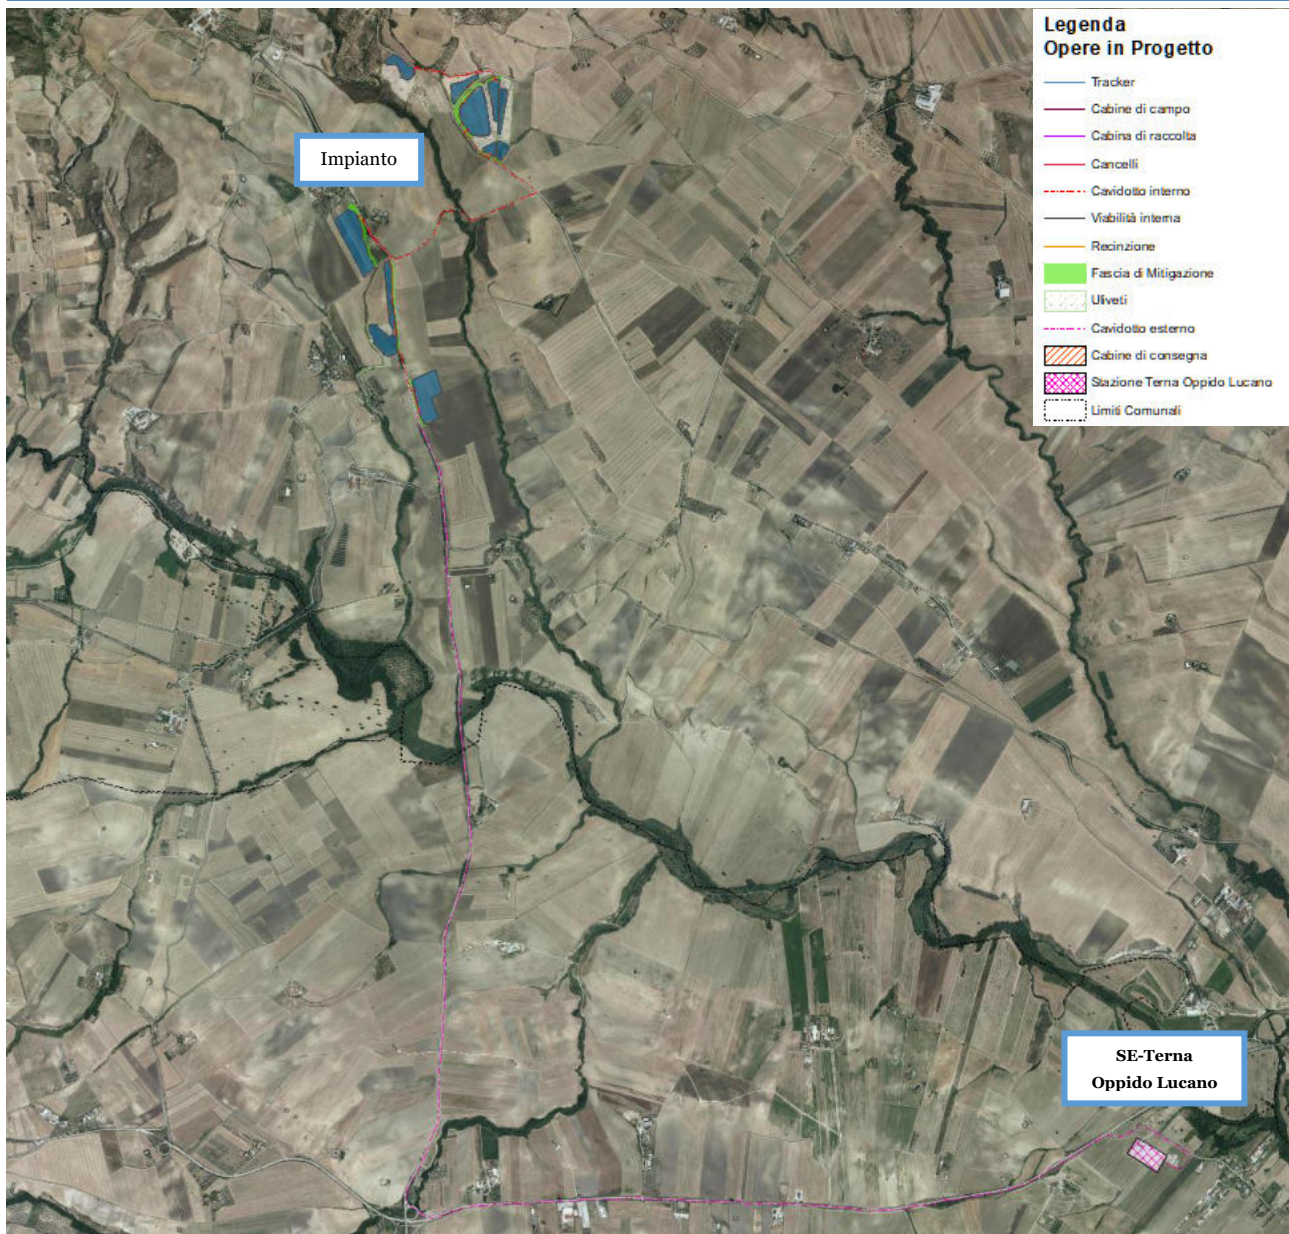 Legenda
Opere in Progetto
Tracker
Cabine di campo
Cabina di raccolta
Cancelli
Cavidotto interno
Viabilità interna
Recinzione
Fascia di Mitigazione
Uliveti
Cavidotto esterno
Cabine di consegna
Stazione Terna Oppido Lucano
Limiti Comunali
Impianto
SE-Terna
Oppido Lucano